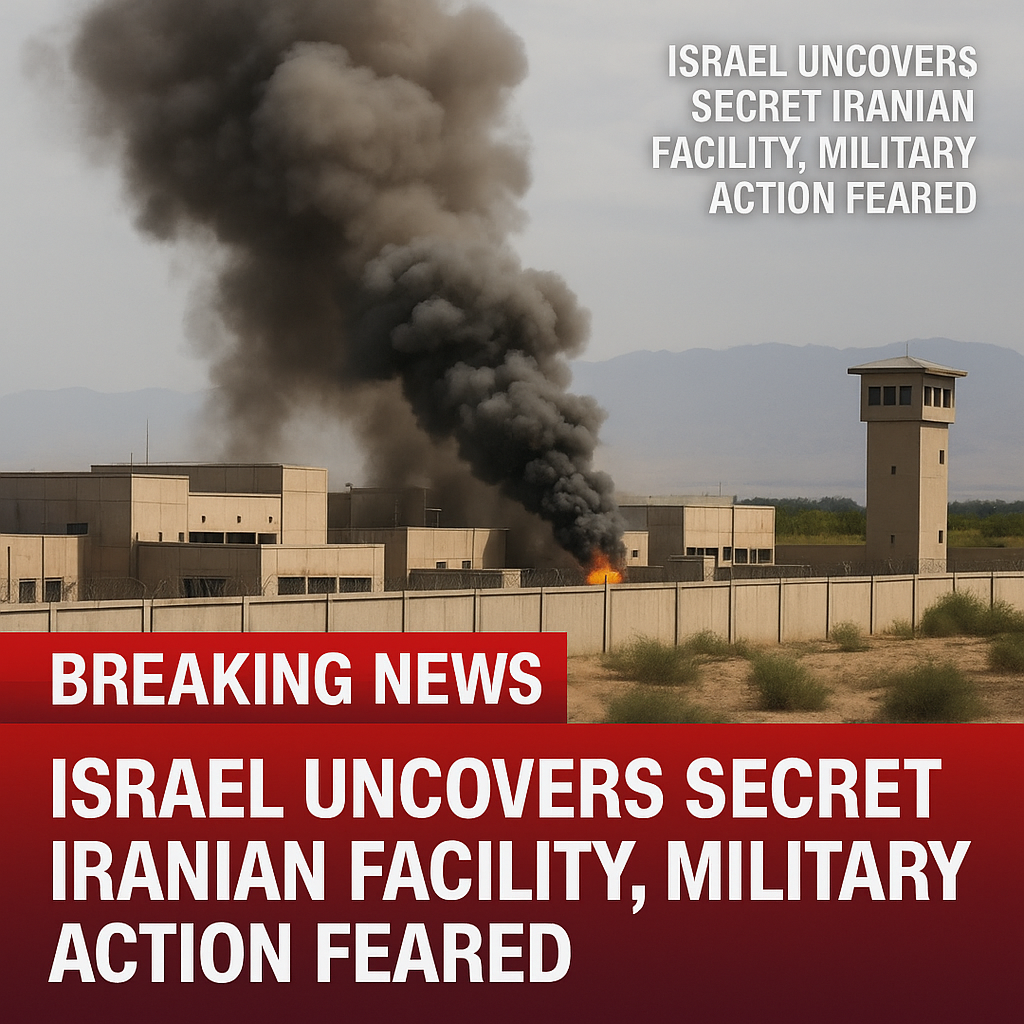 ISRAEL UNCOVERS
SECRET IRANIAN
FACILITY, MILITARY
ACTION FEARED
BREAKING NEWS
ISRAEL UNCOVERS SECRET
IRANIAN FACILITY, MILITARY
ACTION FEARED